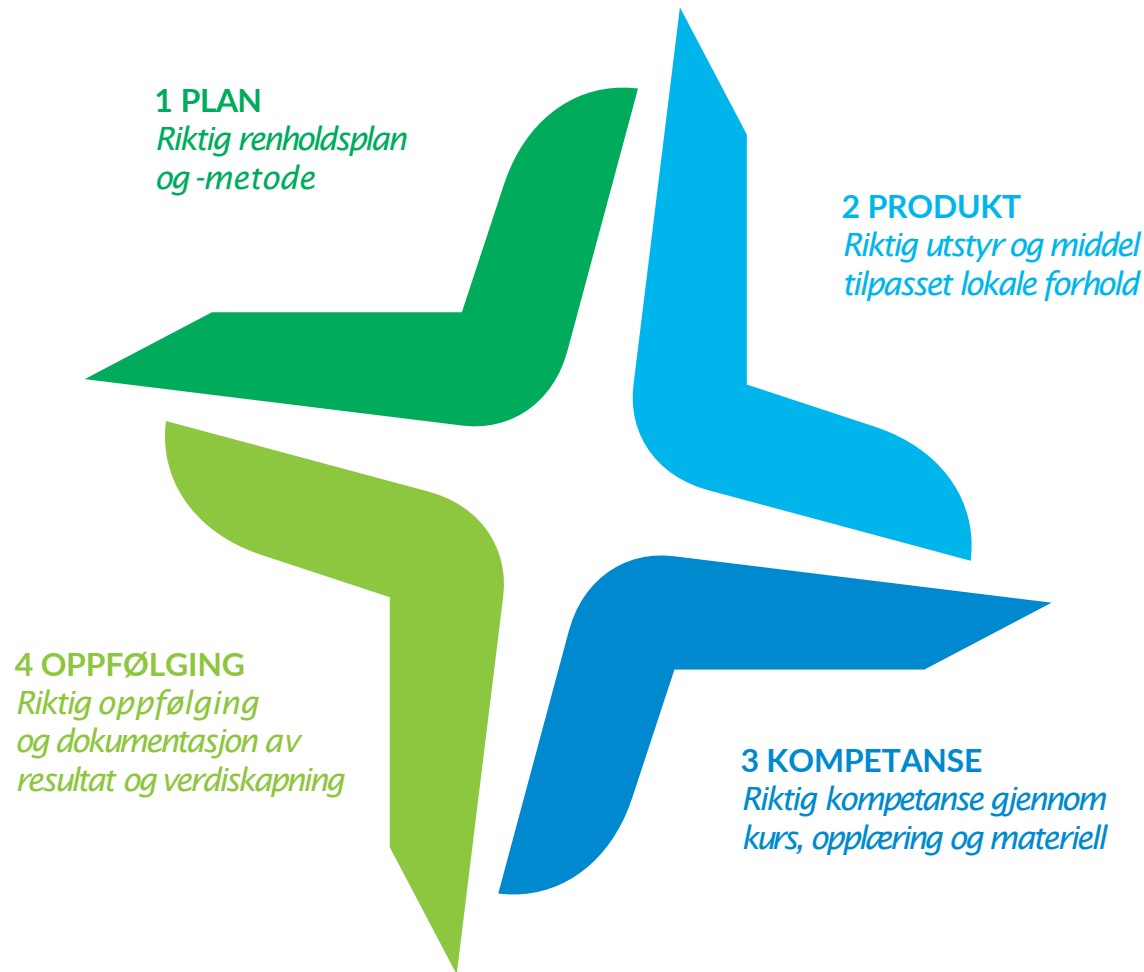 1 PLAN
Riktig renholdsplan
og -metode
2 PRODUKT
Riktig utstyr og middel
tilpasset lokale forhold
3 KOMPETANSE
Riktig kompetanse gjennom
kurs, opplæring og materiell
4 OPPFØLGING
Riktig oppfølging
og dokumentasjon av
resultat og verdiskapning